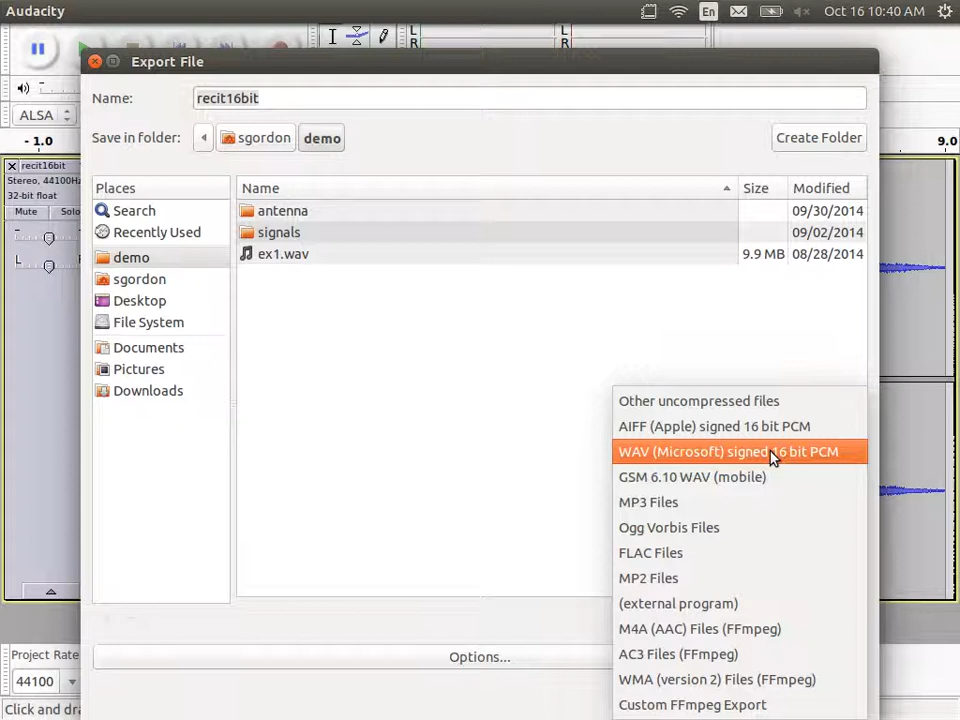 Audacity
En
Oct 16 10:40 AM
L
R
L
R
Export File
Name:
recit16bit
ALSA
Save in folder:
sgordon
demo
Create Folder
- 1.0
9.0
recit16bit
Stereo, 44100Hz
32-bit float
Mute
Solo
-
+
L
Places
Search
Recently Used
demo
sgordon
Desktop
File System
Documents
Pictures
Downloads
Name
Size
Modified
antenna
09/30/2014
signals
09/02/2014
ex1.wav
9.9 MB
08/28/2014
Other uncompressed files
AIFF (Apple) signed 16 bit PCM
WAV (Microsoft) signed 16 bit PCM
GSM 6.10 WAV (mobile)
MP3 Files
Ogg Vorbis Files
FLAC Files
MP2 Files
(external program)
M4A (AAC) Files (FFmpeg)
AC3 Files (FFmpeg)
WMA (version 2) Files (FFmpeg)
Custom FFmpeg Export
Options...
Project Rate
44100
Click and dra